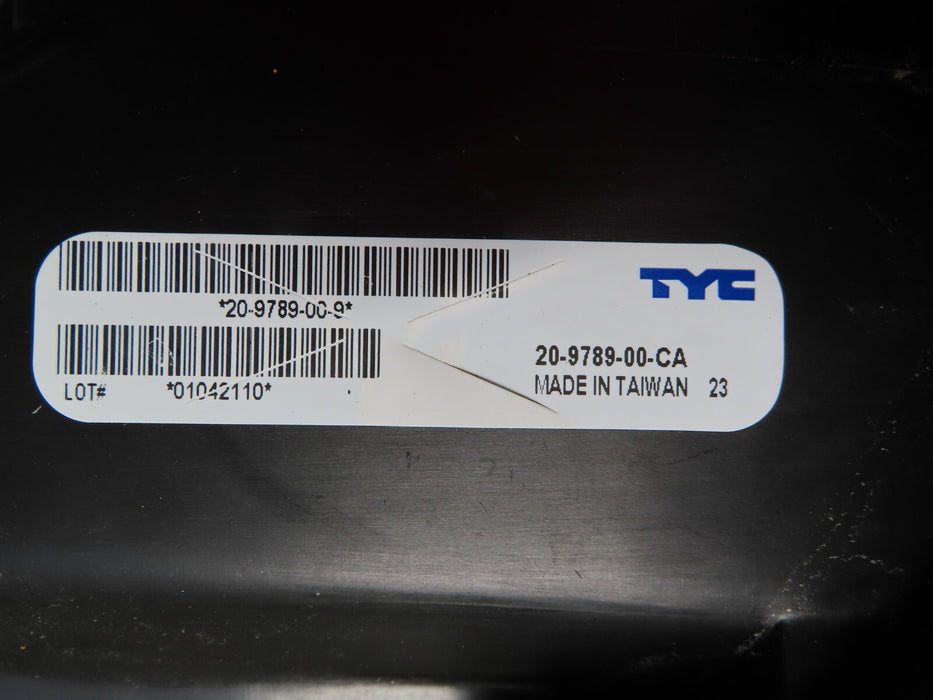 TYC
*20-9789-00-9*
20-9789-00-CA
LOT# *01042110*
MADE IN TAIWAN 23